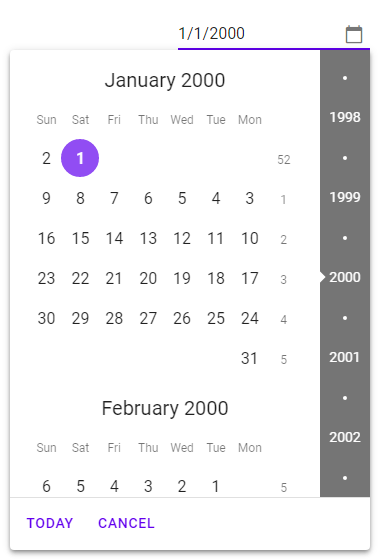 1/1/2000
January 2000
Sun Sat Fri Thu Wed Tue Mon
2 1 52
9 8 7 6 5 4 3 1
16 15 14 13 12 11 10 2
23 22 21 20 19 18 17 3
30 29 28 27 26 25 24 4
31 5
February 2000
Sun Sat Fri Thu Wed Tue Mon
6 5 4 3 2 1 5
1998
1999
2000
2001
2002
TODAY CANCEL